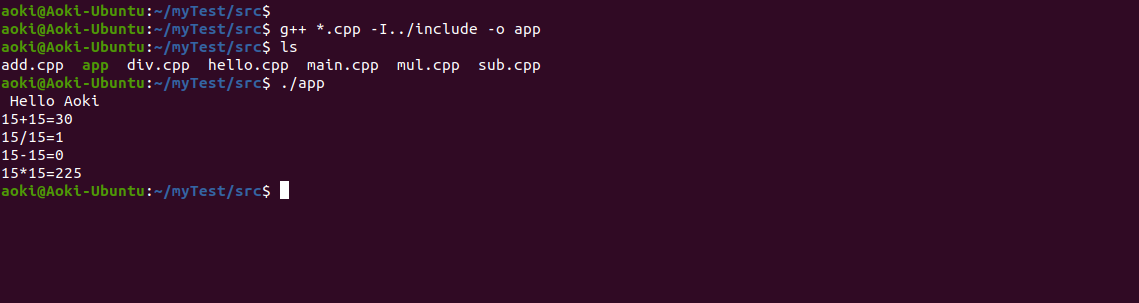 aoki@Aoki-Ubuntu:~/myTest/src$
aoki@Aoki-Ubuntu:~/myTest/src$ g++ *.cpp -I../include -o app
aoki@Aoki-Ubuntu:~/myTest/src$ ls
add.cpp  app  div.cpp  hello.cpp  main.cpp  mul.cpp  sub.cpp
aoki@Aoki-Ubuntu:~/myTest/src$ ./app
 Hello Aoki
15+15=30
15/15=1
15-15=0
15*15=225
aoki@Aoki-Ubuntu:~/myTest/src$